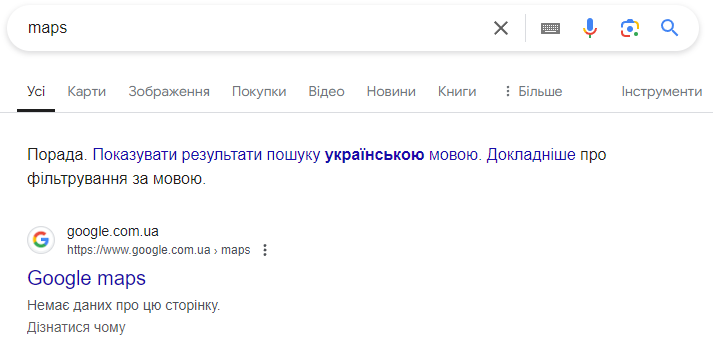 maps
Усі Карти Зображення Покупки Відео Новини Книги Більше Інструменти
Порада. Показувати результати пошуку українською мовою. Докладніше про
фільтрування за мовою.
google.com.ua
https://www.google.com.ua › maps
Google maps
Немає даних про цю сторінку.
Дізнатися чому